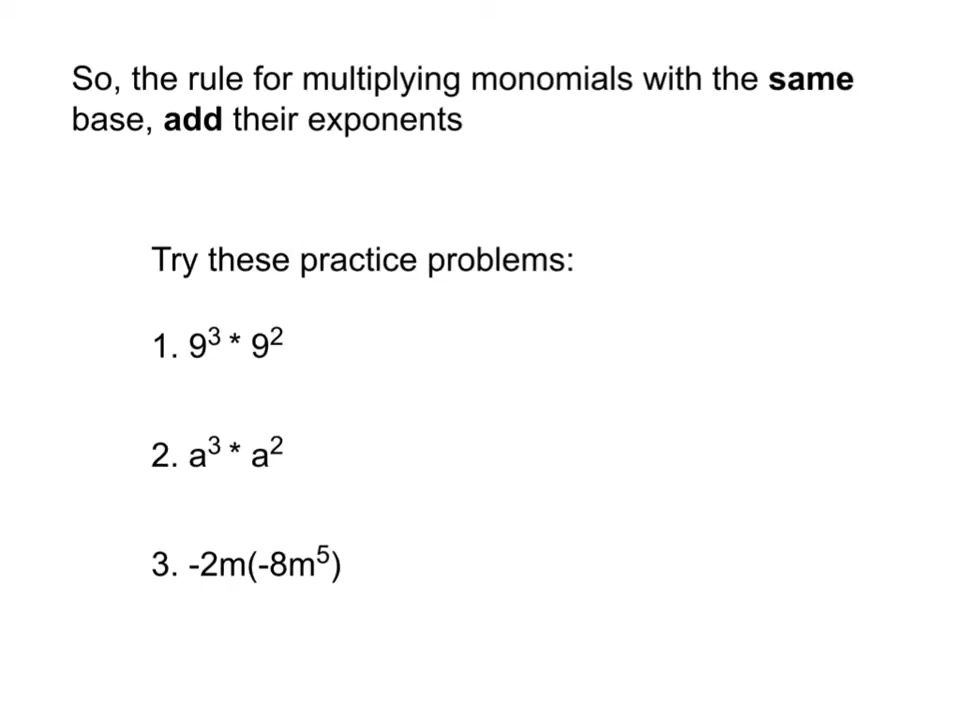 So, the rule for multiplying monomials with the same
base, add their exponents
Try these practice problems:
1. 9³ * 9²
2. a³ * a²
3. -2m(-8m⁵)